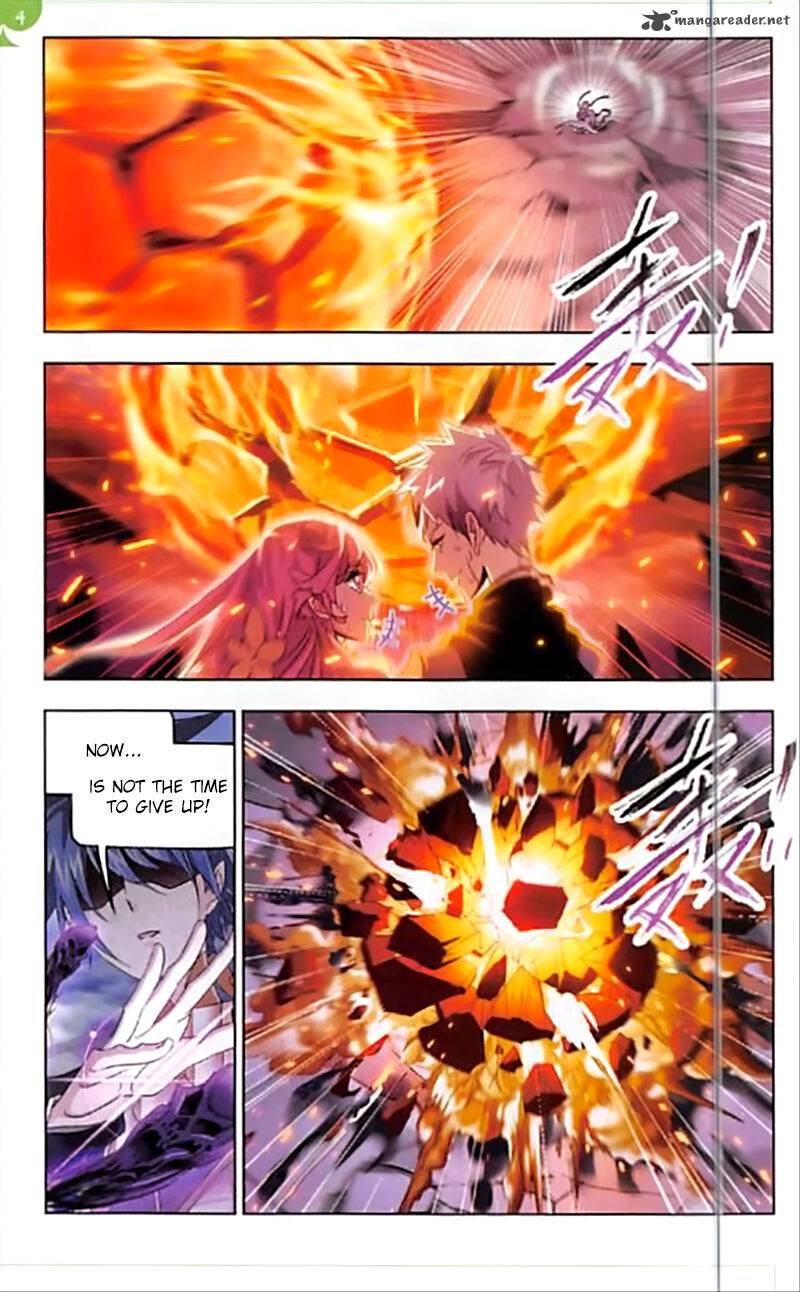 4
mangareader.net
轰!
NOW...
IS NOT THE TIME
TO GIVE UP!
轰!!